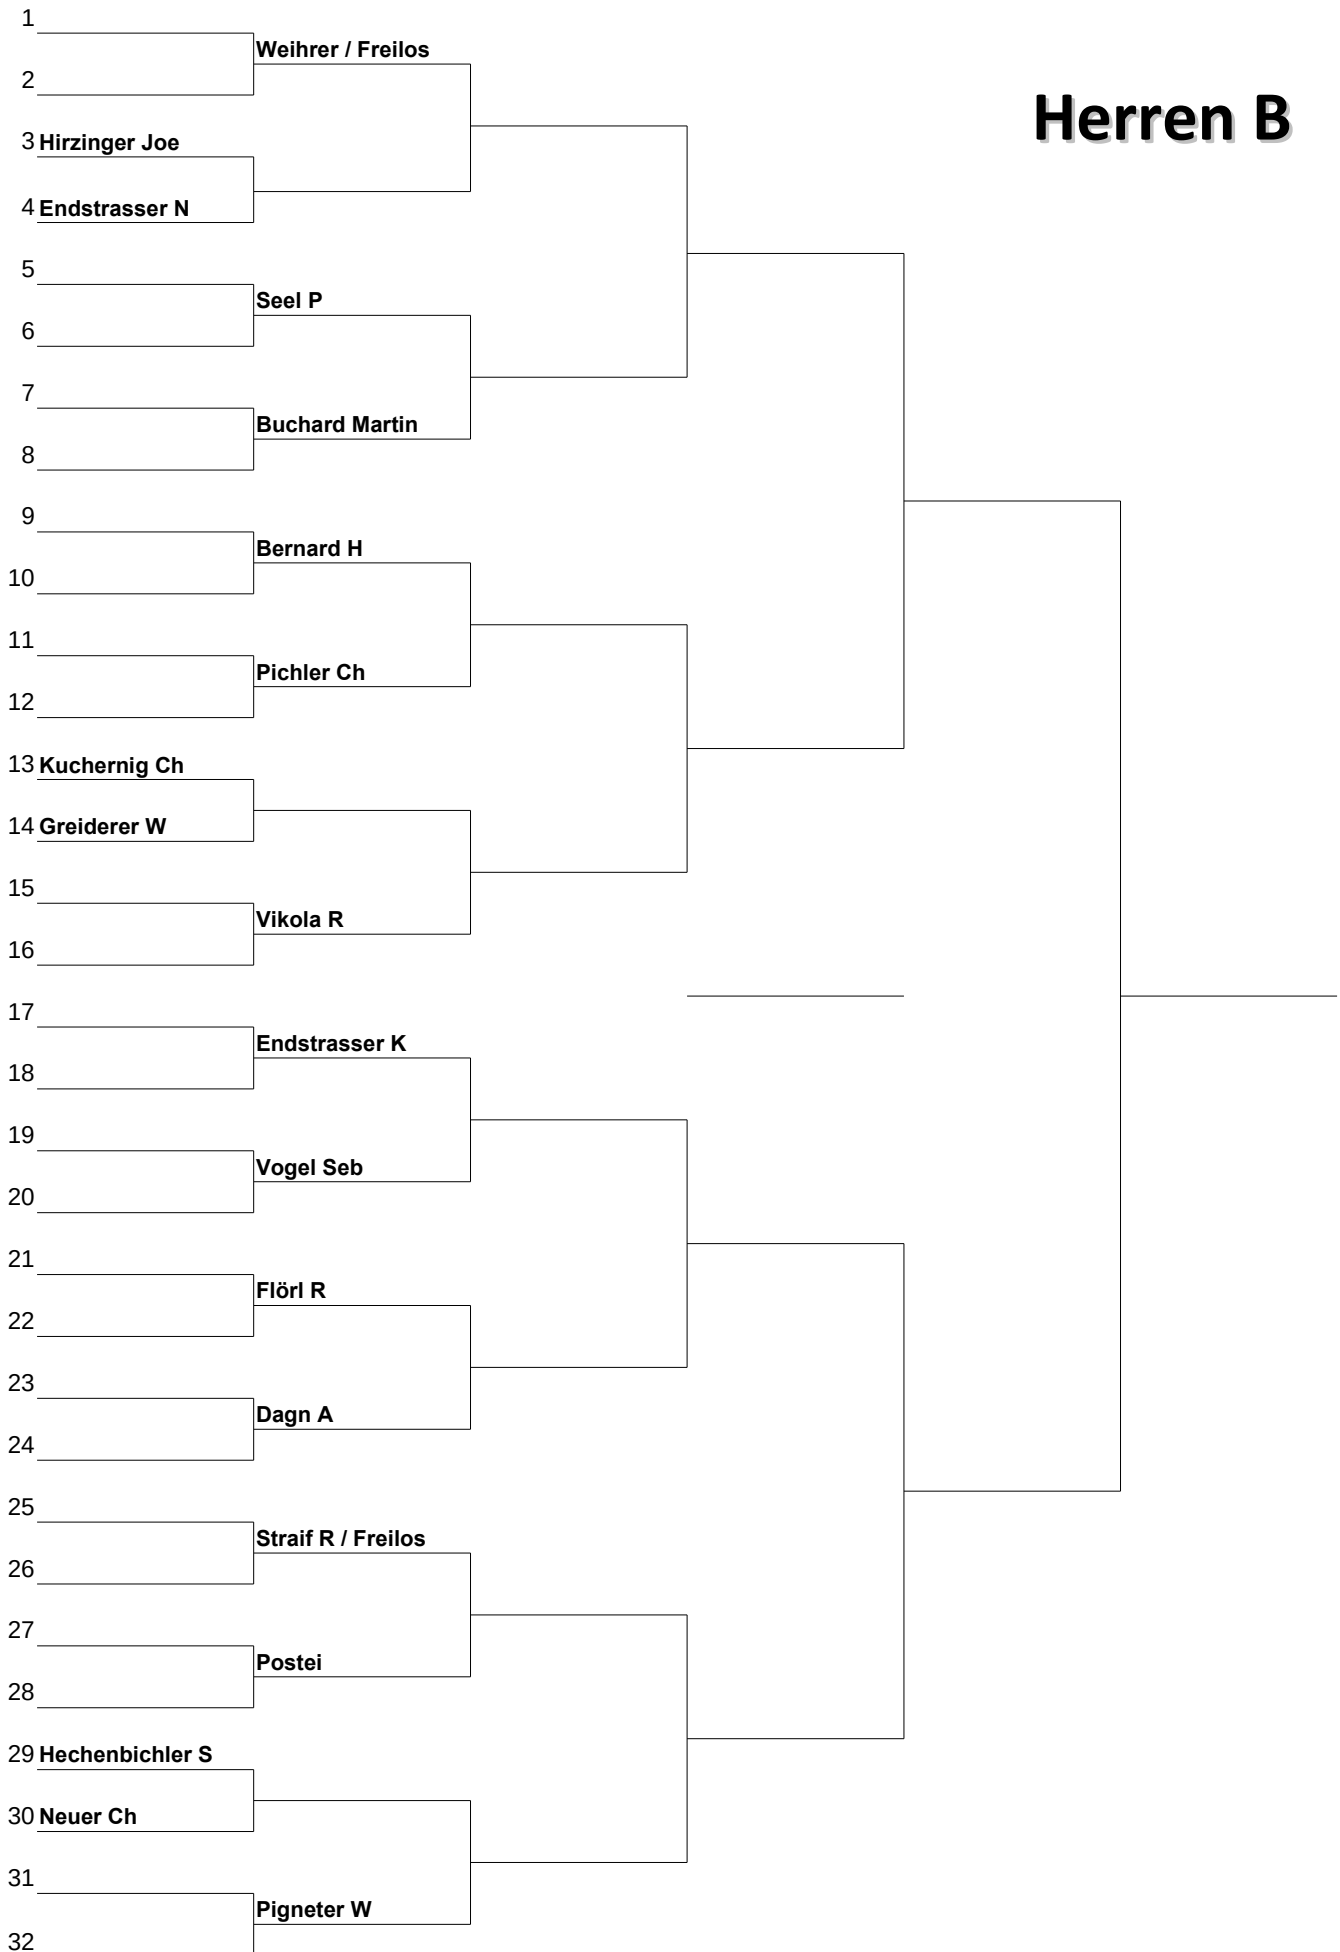 Herren B
1
Weihrer / Freilos
2
3 Hirzinger Joe
4 Endstrasser N
5
Seel P
6
7
Buchard Martin
8
9
Bernard H
10
11
Pichler Ch
12
13 Kuchernig Ch
14 Greiderer W
15
Vikola R
16
17
Endstrasser K
18
19
Vogel Seb
20
21
Flörl R
22
23
Dagn A
24
25
Straif R / Freilos
26
27
Postei
28
29 Hechenbichler S
30 Neuer Ch
31
Pigneter W
32